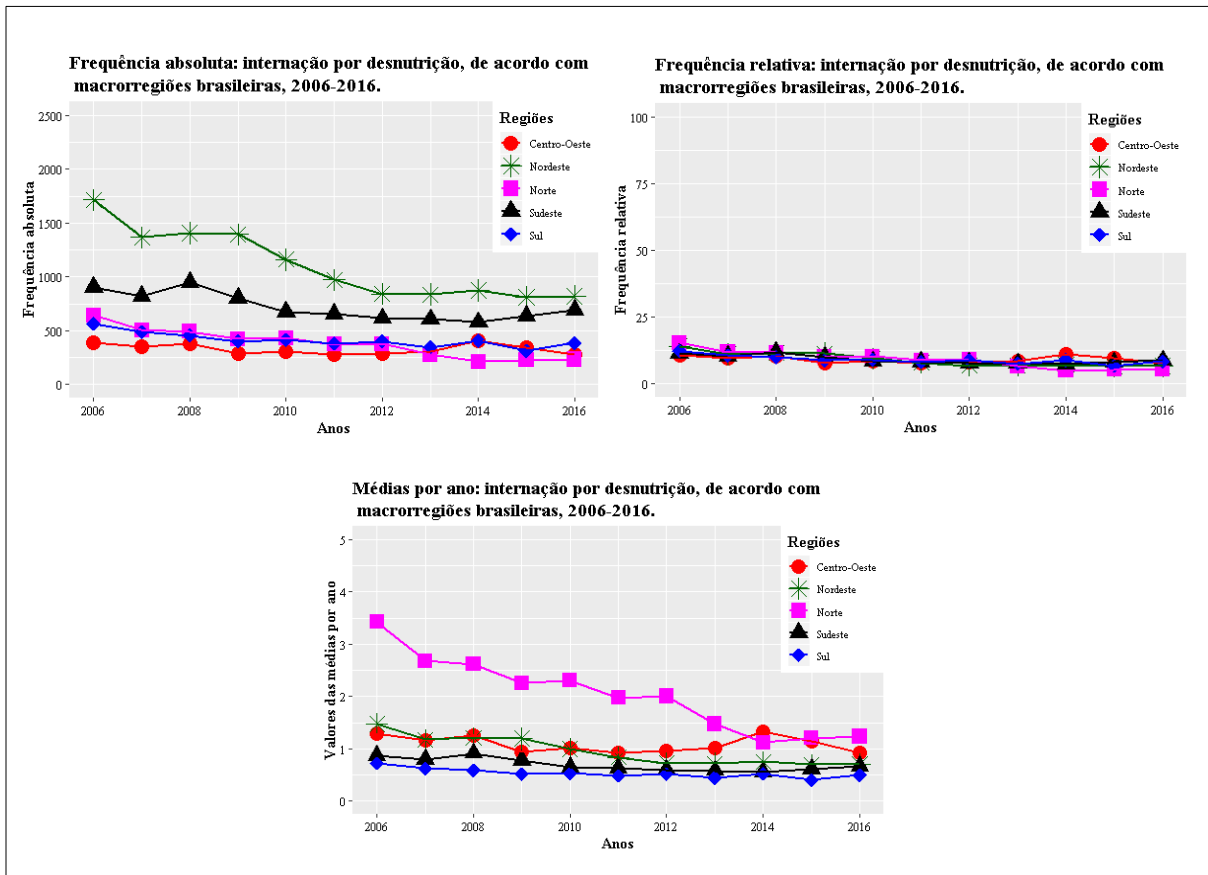 Frequência absoluta: internação por desnutrição, de acordo com
macrorregiões brasileiras, 2006-2016.
2500
2000
1500
1000
500
0
Frequência absoluta
Regiões
Centro-Oeste
Nordeste
Norte
Sudeste
Sul
2006
2008
2010
2012
2014
2016
Anos
Frequência relativa: internação por desnutrição, de acordo com
macrorregiões brasileiras, 2006-2016.
100
75
50
25
0
Frequência relativa
Regiões
Centro-Oeste
Nordeste
Norte
Sudeste
Sul
2006
2008
2010
2012
2014
2016
Anos
Médias por ano: internação por desnutrição, de acordo com
macrorregiões brasileiras, 2006-2016.
5
4
3
2
1
0
Valores das médias por ano
Regiões
Centro-Oeste
Nordeste
Norte
Sudeste
Sul
2006
2008
2010
2012
2014
2016
Anos